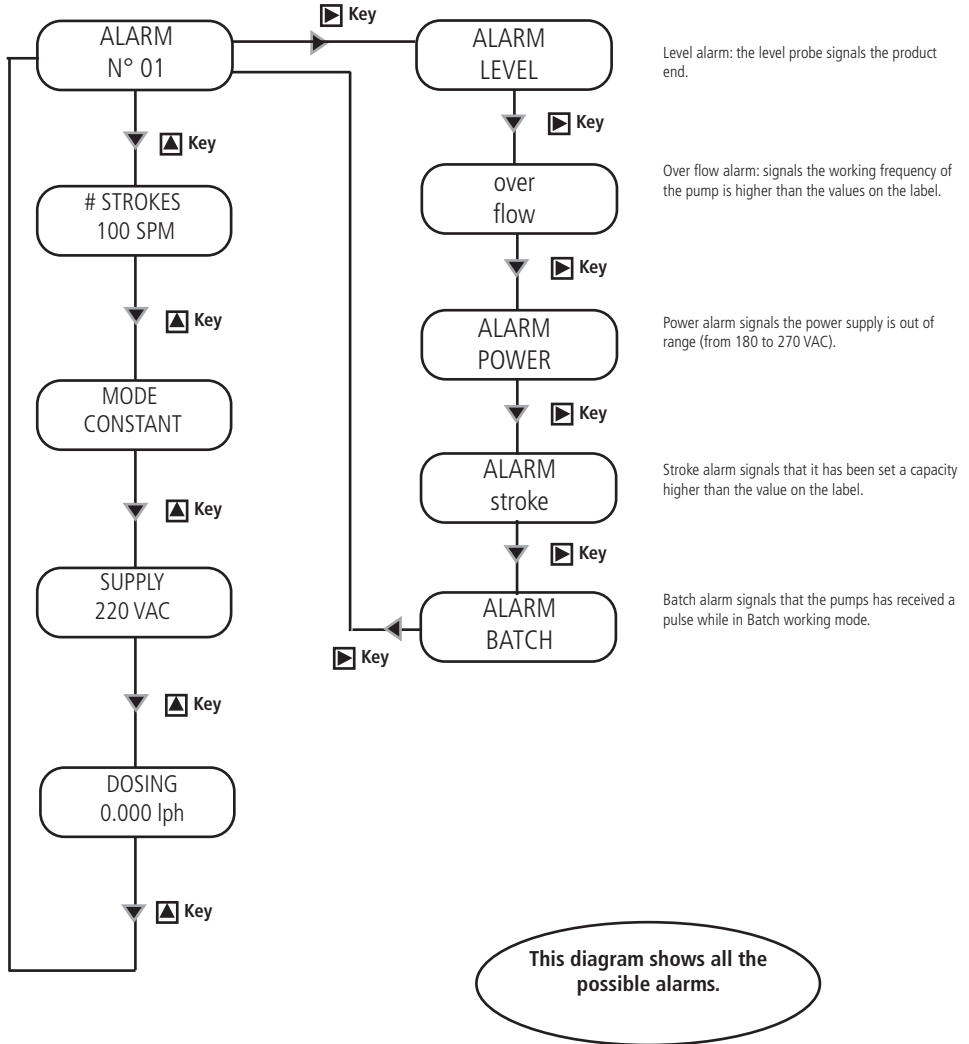 Key
ALARM
N° 01
ALARM
LEVEL
Level alarm: the level probe signals the product
end.
Key
Key
# STROKES
100 SPM
over
flow
Over flow alarm: signals the working frequency of
the pump is higher than the values on the label.
Key
Key
ALARM
POWER
Power alarm signals the power supply is out of
range (from 180 to 270 VAC).
MODE
CONSTANT
Key
ALARM
stroke
Stroke alarm signals that it has been set a capacity
higher than the value on the label.
Key
Key
SUPPLY
220 VAC
ALARM
BATCH
Batch alarm signals that the pumps has received a
pulse while in Batch working mode.
Key
Key
DOSING
0.000 lph
Key
This diagram shows all the
possible alarms.